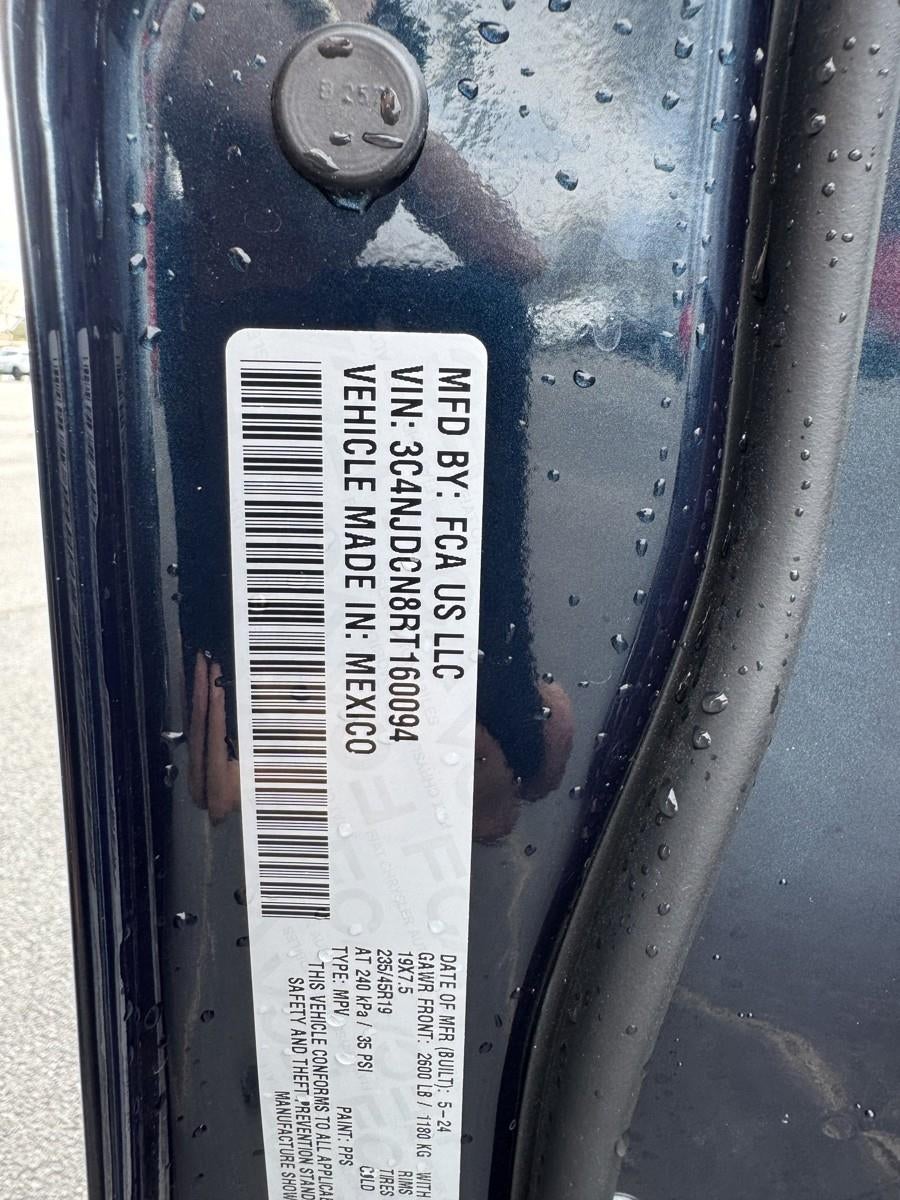 MFD BY: FCA US LLC
VIN: 3C4NJDCN8RT160094
VEHICLE MADE IN: MEXICO
DATE OF MFR (BUILT): 5-24
GAWR FRONT: 2600 LB / 1180 KG WITH
19X7.5 RIMS
235/45R19 TIRES
AT 240 kPa / 35 PSI COLD
TYPE: MPV PAINT: PPS
THIS VEHICLE CONFORMS TO ALL APPLICA
SAFETY AND THEFT PREVENTION STAND
MANUFACTURE SHOW